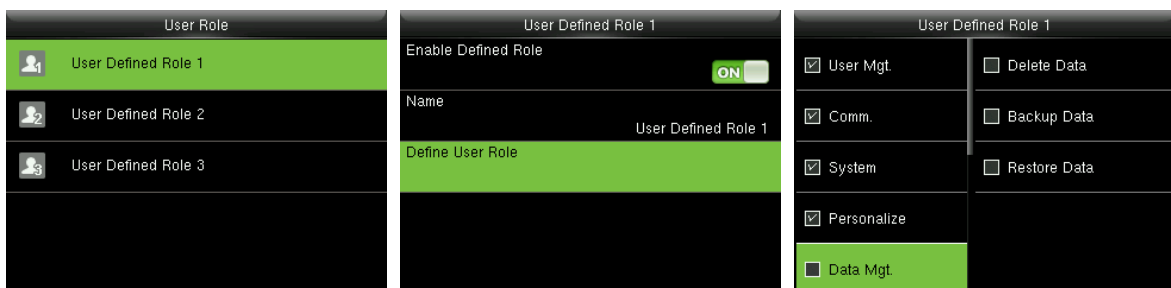 User Role
User Defined Role 1
User Defined Role 2
User Defined Role 3
User Defined Role 1
Enable Defined Role
ON
Name
User Defined Role 1
Define User Role
User Defined Role 1
User Mgt.
Delete Data
Comm.
Backup Data
System
Restore Data
Personalize
Data Mgt.